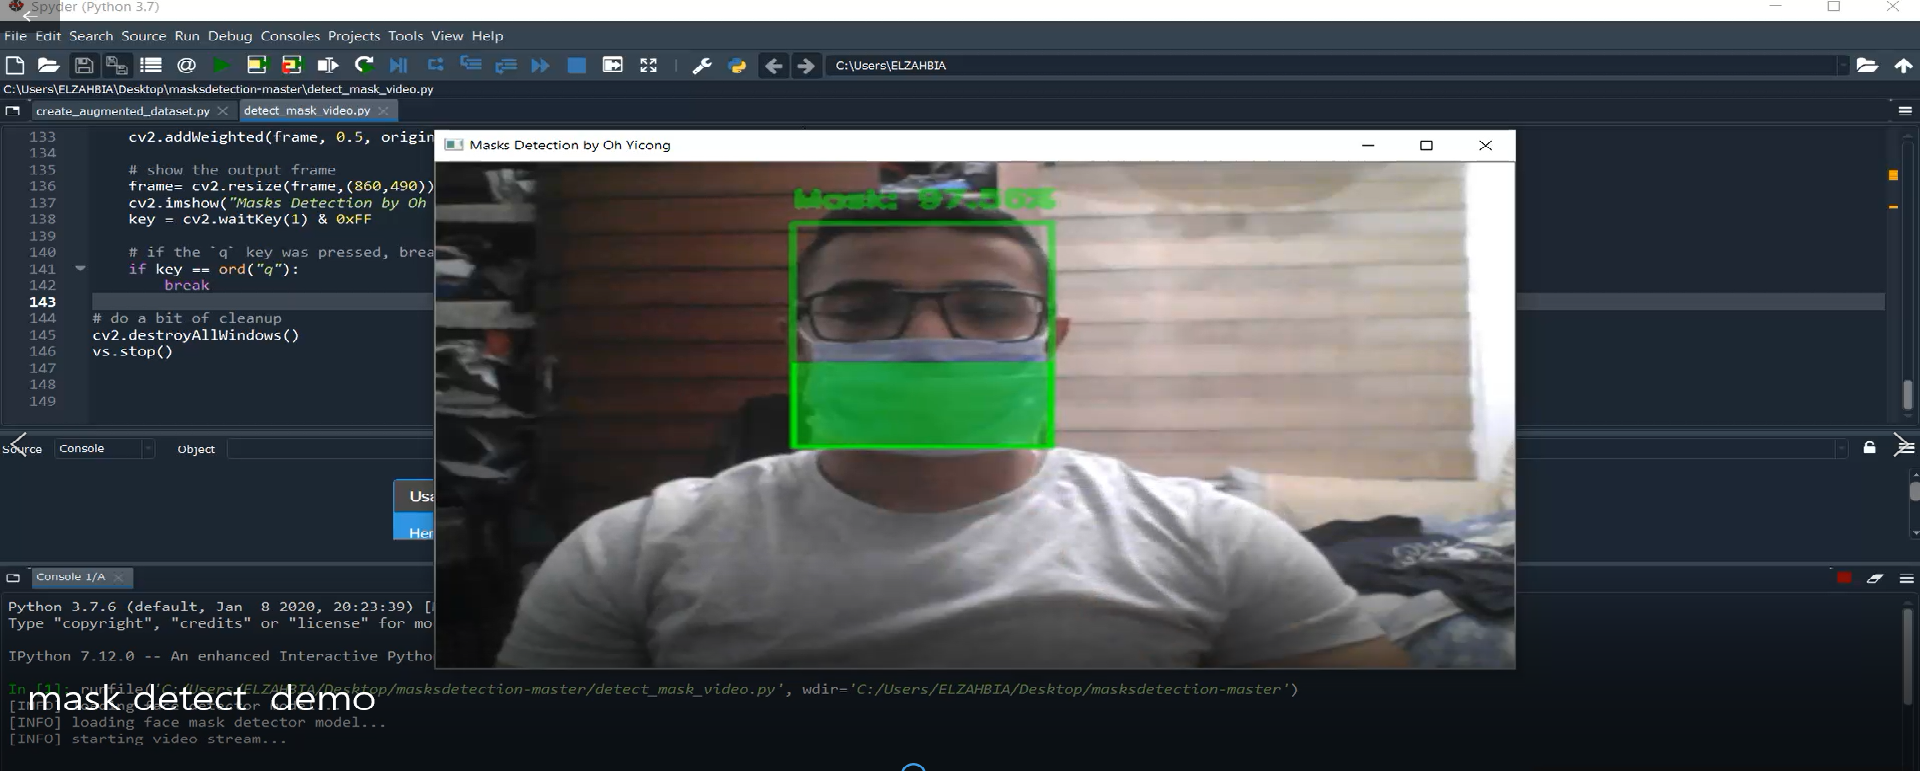 Spyder (Python 3.7)
File Edit Search Source Run Debug Consoles Projects Tools View Help
C:\Users\ELZAHBIA
C:\Users\ELZAHBIA\Desktop\masksdetection-master\detect_mask_video.py
create_augmented_dataset.py detect_mask_video.py
133 cv2.addWeighted(frame, 0.5, origin
134
135 # show the output frame
136 frame= cv2.resize(frame,(860,490))
137 cv2.imshow("Masks Detection by Oh
138 key = cv2.waitKey(1) & 0xFF
139
140 # if the `q` key was pressed, brea
141 if key == ord("q"):
142 break
143
144 # do a bit of cleanup
145 cv2.destroyAllWindows()
146 vs.stop()
147
148
149
Masks Detection by Oh Yicong
Source Console Object
Usa
Her
Console 1/A
Python 3.7.6 (default, Jan 8 2020, 20:23:39) [
Type "copyright", "credits" or "license" for mo
IPython 7.12.0 -- An enhanced Interactive Pytho
In [1]: runfile('C:/Users/ELZAHBIA/Desktop/masksdetection-master/detect_mask_video.py', wdir='C:/Users/ELZAHBIA/Desktop/masksdetection-master')
mask detect demo
[INFO] loading face detector model...
[INFO] loading face mask detector model...
[INFO] starting video stream...